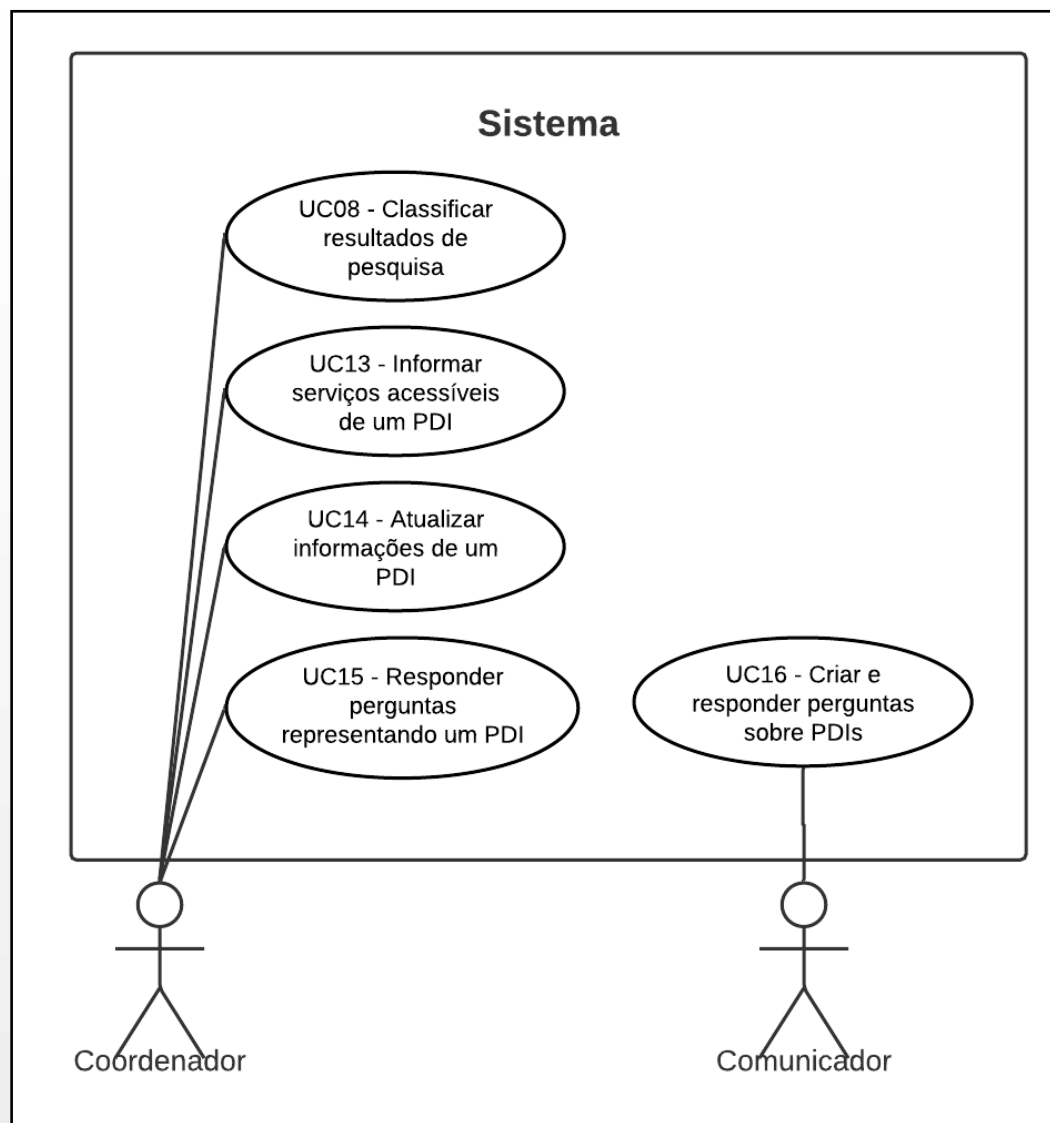 Sistema
UC08 - Classificar
resultados de
pesquisa
UC13 - Informar
serviços acessíveis
de um PDI
UC14 - Atualizar
informações de um
PDI
UC15 - Responder
perguntas
representando um PDI
UC16 - Criar e
responder perguntas
sobre PDIs
Coordenador
Comunicador